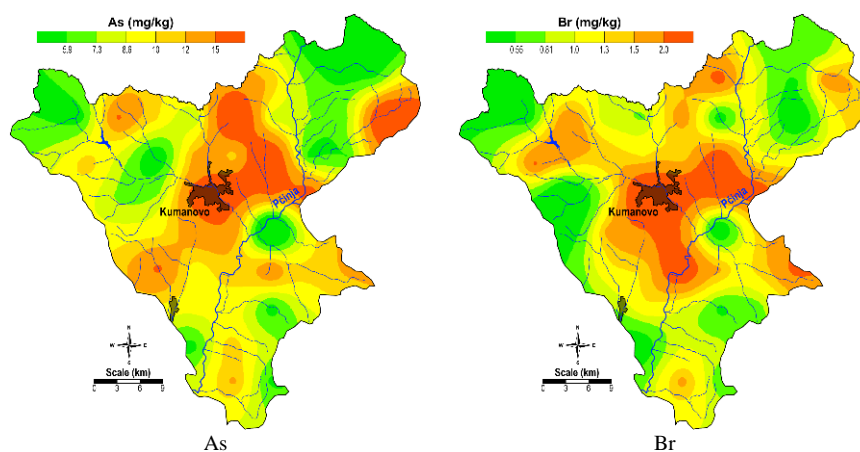 As (mg/kg)
5.8 7.3 8.8 10 12 15
Kumanovo
Pčinja
N
W E
S
Scale (km)
0 3 6 9
As
Br (mg/kg)
0.55 0.81 1.0 1.3 1.5 2.0
Kumanovo
Pčinja
N
W E
S
Scale (km)
0 3 6 9
Br